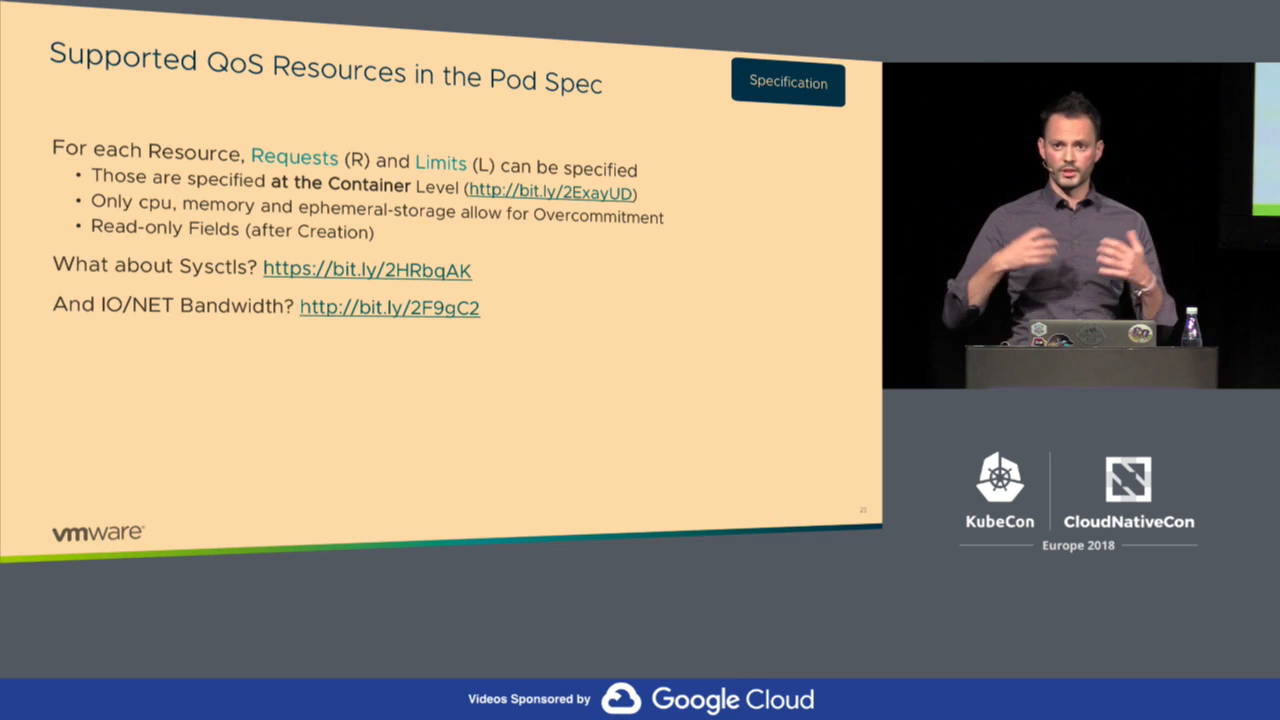 Supported QoS Resources in the Pod Spec
Specification
For each Resource, Requests (R) and Limits (L) can be specified
• Those are specified at the Container Level (http://bit.ly/2ExayUD)
• Only cpu, memory and ephemeral-storage allow for Overcommitment
• Read-only Fields (after Creation)
What about Sysctls? https://bit.ly/2HRbqAK
And IO/NET Bandwidth? http://bit.ly/2F9gC2
vmware
KubeCon
CloudNativeCon
Europe 2018
Videos Sponsored by Google Cloud